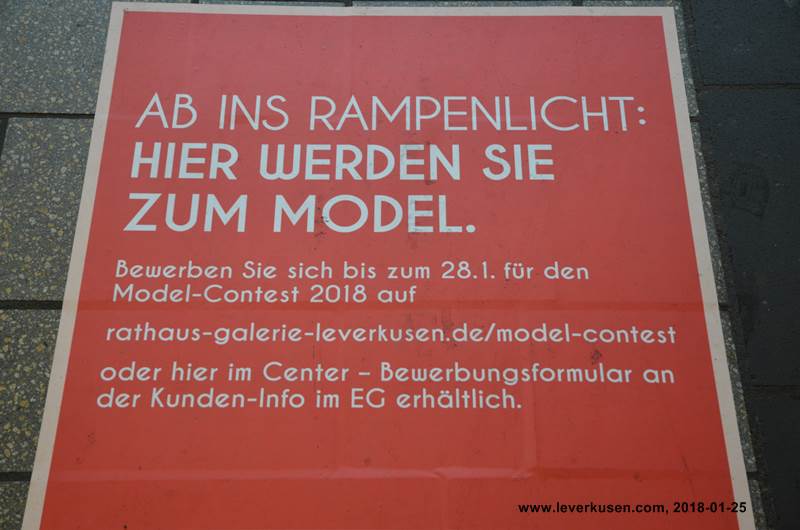 AB INS RAMPENLICHT:
HIER WERDEN SIE
ZUM MODEL.
Bewerben Sie sich bis zum 28.1. für den
Model-Contest 2018 auf
rathaus-galerie-leverkusen.de/model-contest
oder hier im Center – Bewerbungsformular an
der Kunden-Info im EG erhältlich.
www.leverkusen.com, 2018-01-25